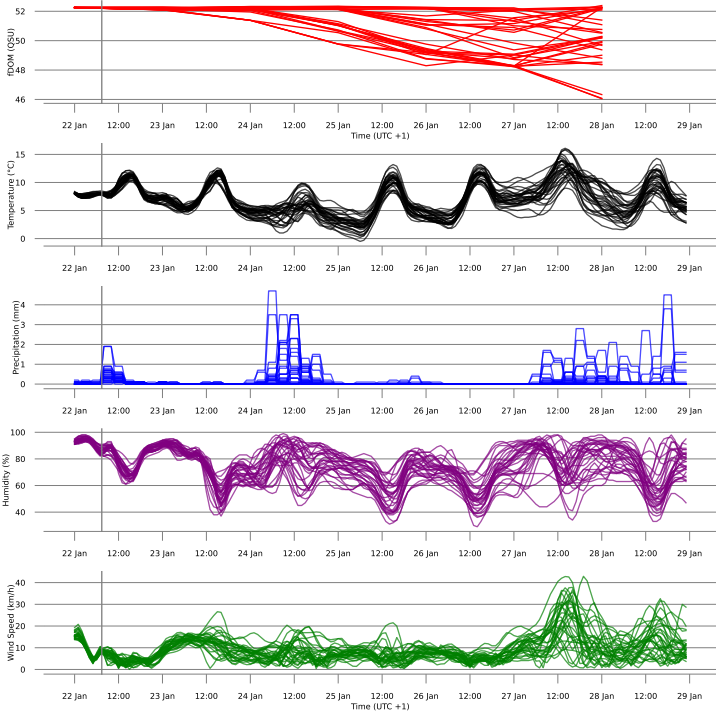 52
50
48
46
fDOM (QSU)
22 Jan 12:00 23 Jan 12:00 24 Jan 12:00 25 Jan 12:00 26 Jan 12:00 27 Jan 12:00 28 Jan 12:00 29 Jan
Time (UTC +1)
15
10
5
0
Temperature (°C)
22 Jan 12:00 23 Jan 12:00 24 Jan 12:00 25 Jan 12:00 26 Jan 12:00 27 Jan 12:00 28 Jan 12:00 29 Jan
4
3
2
1
0
Precipitation (mm)
22 Jan 12:00 23 Jan 12:00 24 Jan 12:00 25 Jan 12:00 26 Jan 12:00 27 Jan 12:00 28 Jan 12:00 29 Jan
100
80
60
40
Humidity (%)
22 Jan 12:00 23 Jan 12:00 24 Jan 12:00 25 Jan 12:00 26 Jan 12:00 27 Jan 12:00 28 Jan 12:00 29 Jan
40
30
20
10
0
Wind Speed (km/h)
22 Jan 12:00 23 Jan 12:00 24 Jan 12:00 25 Jan 12:00 26 Jan 12:00 27 Jan 12:00 28 Jan 12:00 29 Jan
Time (UTC +1)